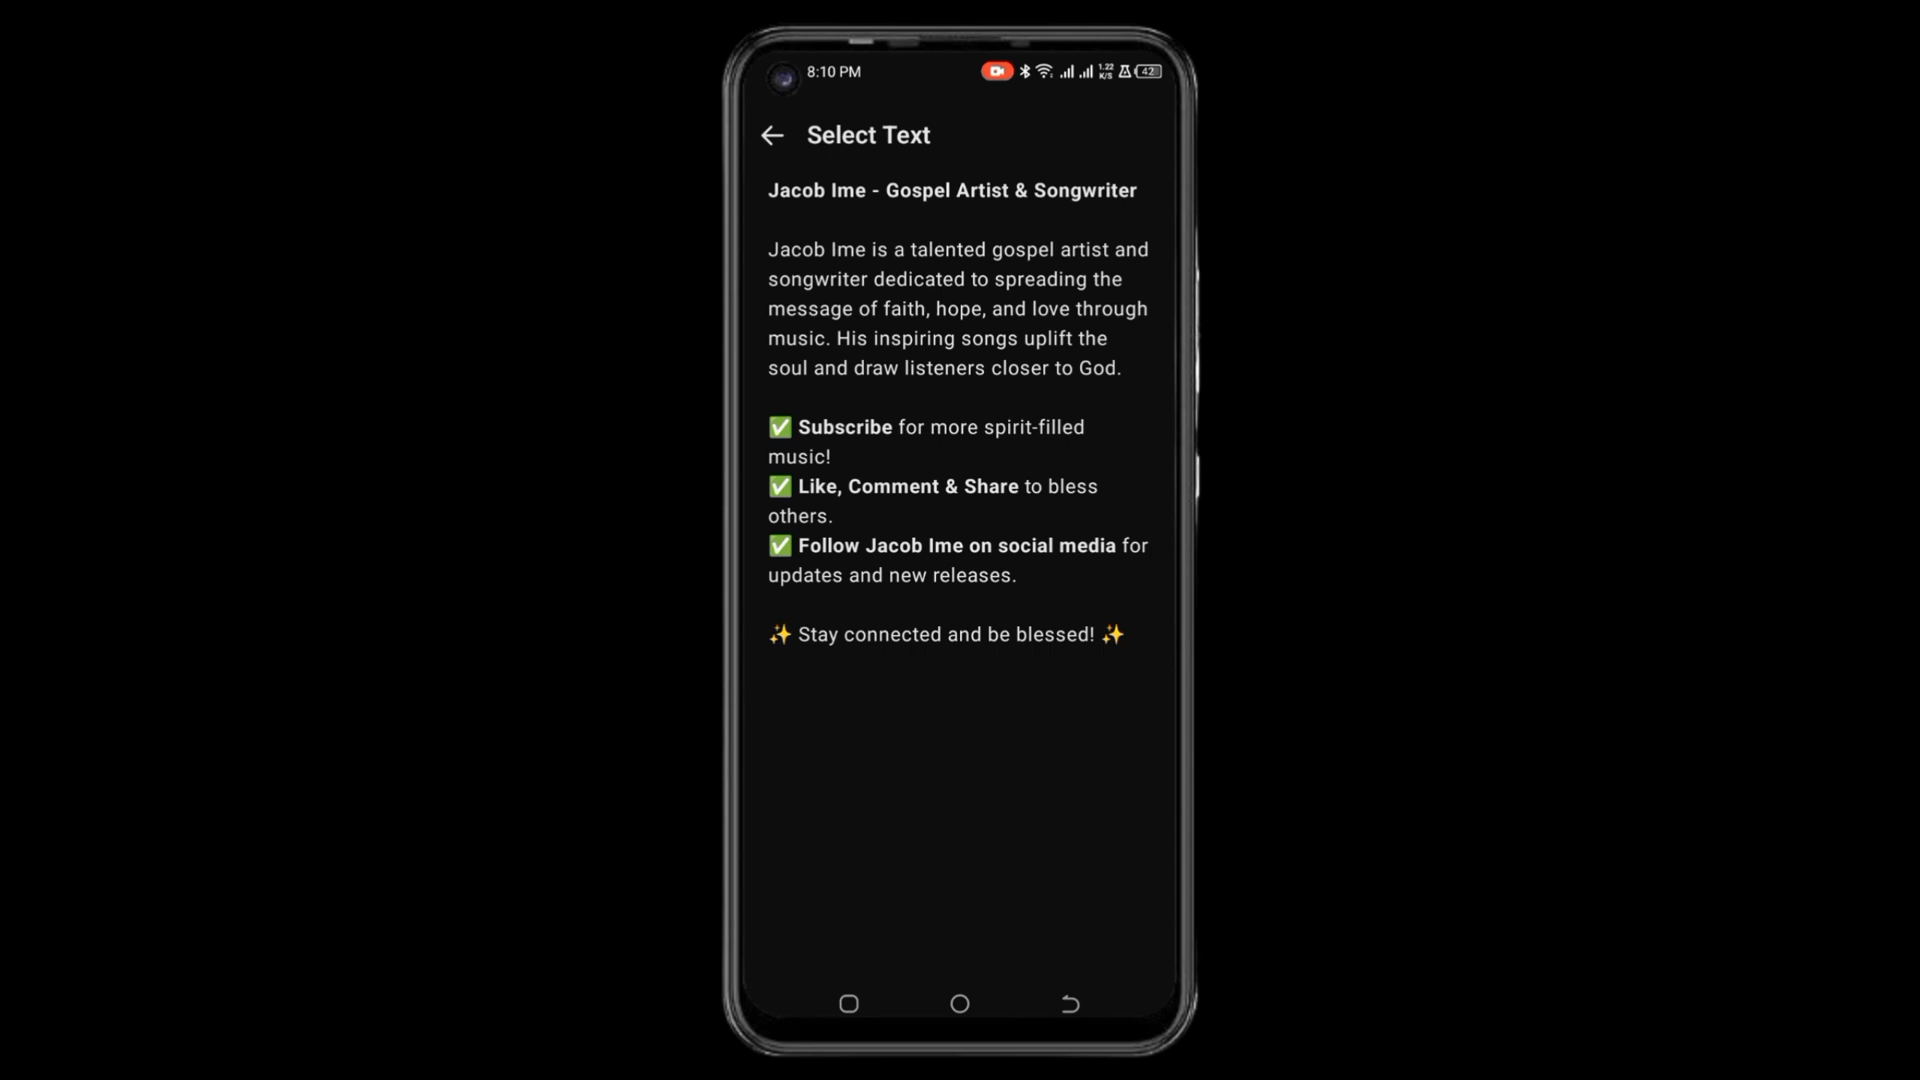 8:10 PM
1.22 K/S
42
Select Text
Jacob Ime - Gospel Artist & Songwriter
Jacob Ime is a talented gospel artist and
songwriter dedicated to spreading the
message of faith, hope, and love through
music. His inspiring songs uplift the
soul and draw listeners closer to God.
✅ Subscribe for more spirit-filled
music!
✅ Like, Comment & Share to bless
others.
✅ Follow Jacob Ime on social media for
updates and new releases.
✨ Stay connected and be blessed! ✨